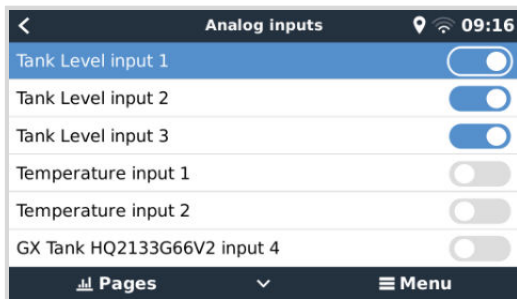 Analog inputs 09:16
Tank Level input 1
Tank Level input 2
Tank Level input 3
Temperature input 1
Temperature input 2
GX Tank HQ2133G66V2 input 4
Pages Menu